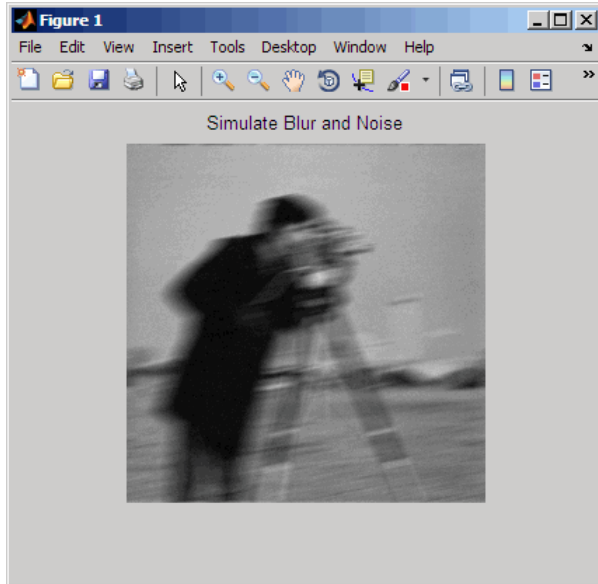 Figure 1
File Edit View Insert Tools Desktop Window Help
Simulate Blur and Noise